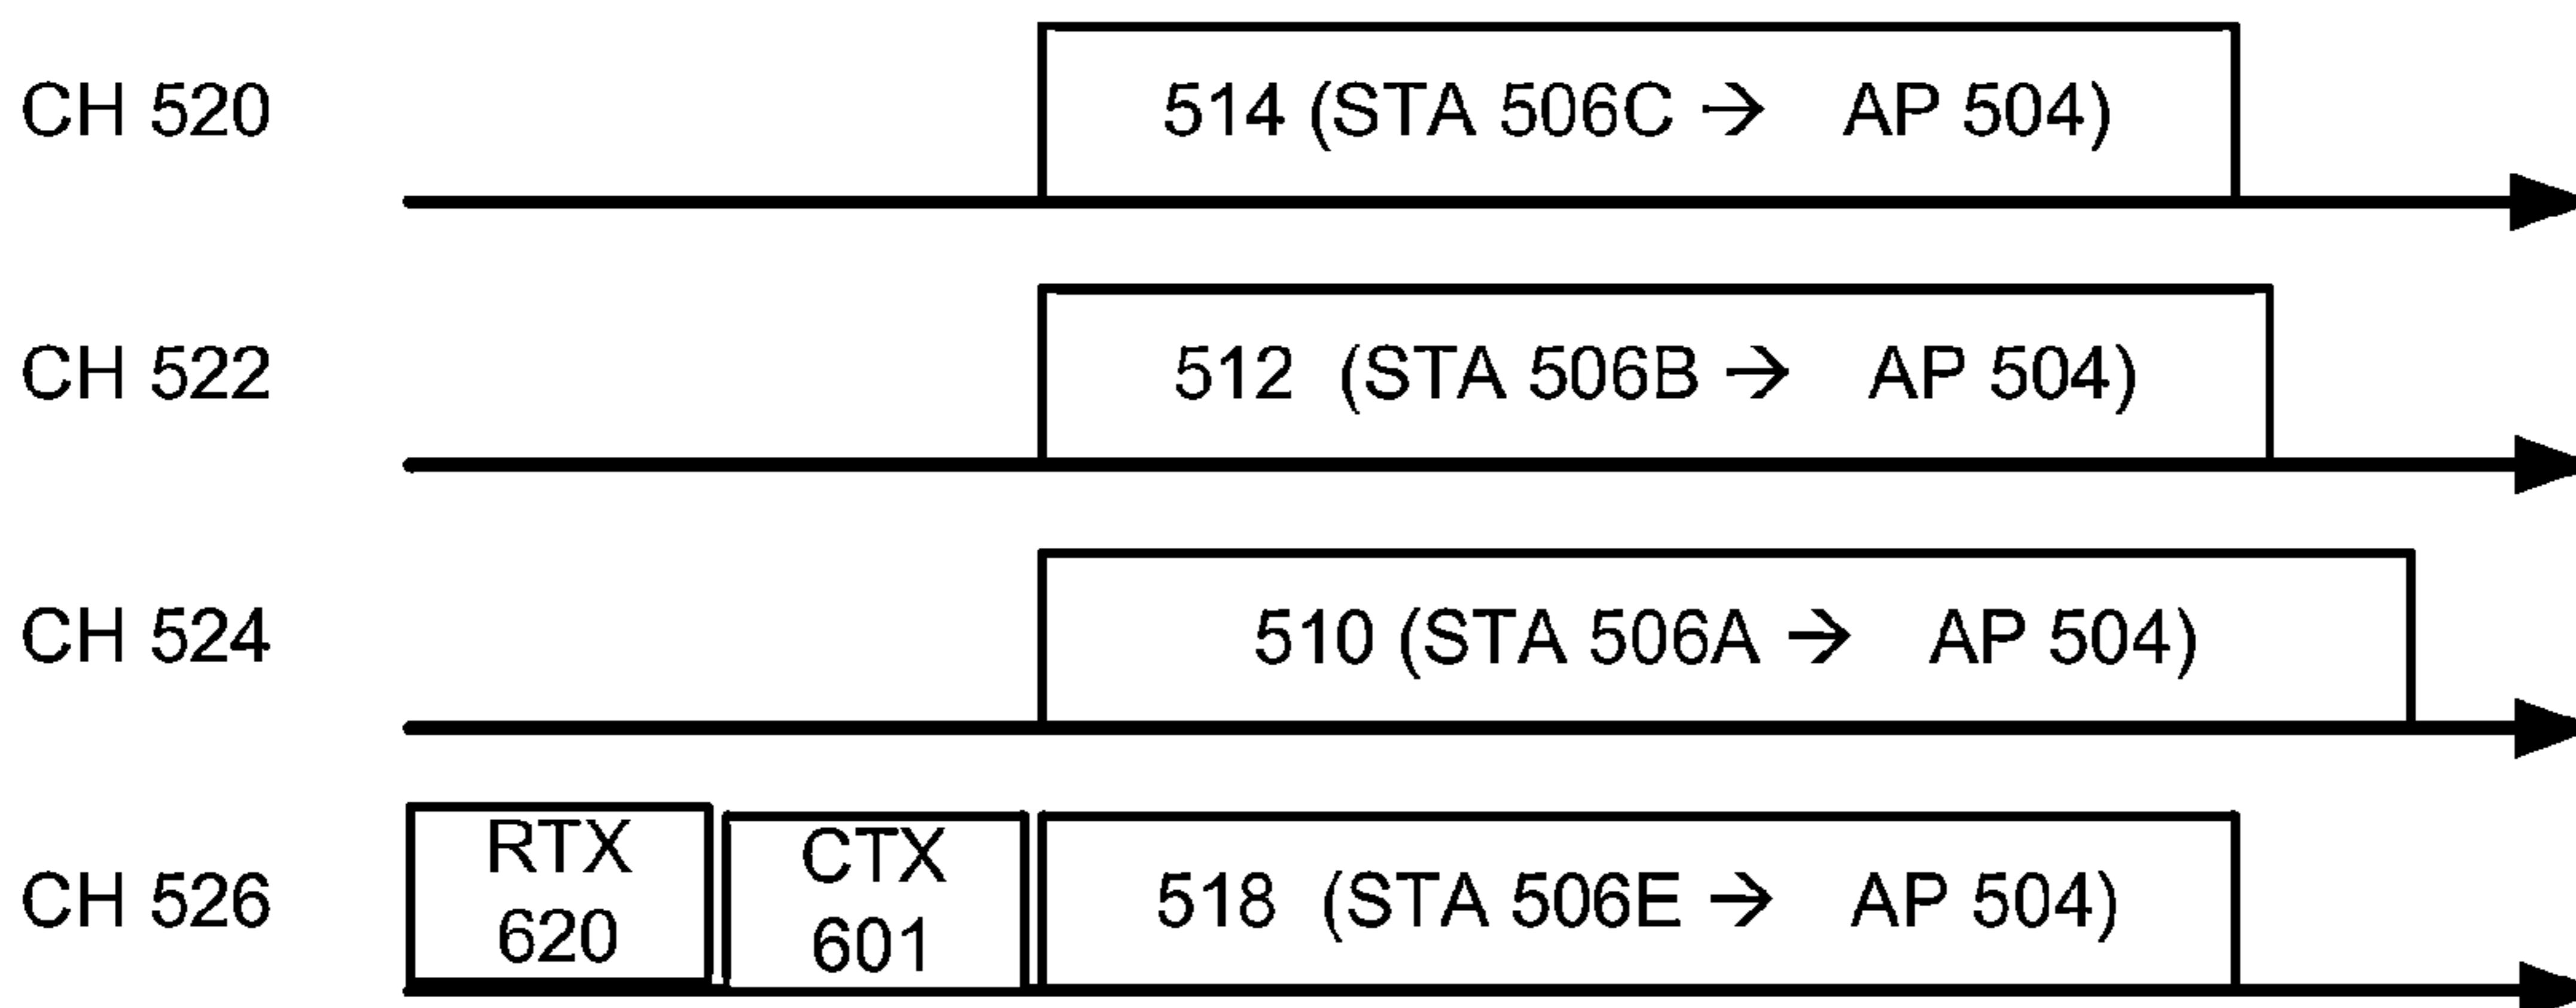 CH 520
514 (STA 506C → AP 504)
CH 522
512 (STA 506B → AP 504)
CH 524
510 (STA 506A → AP 504)
CH 526
RTX
620
CTX
601
518 (STA 506E → AP 504)